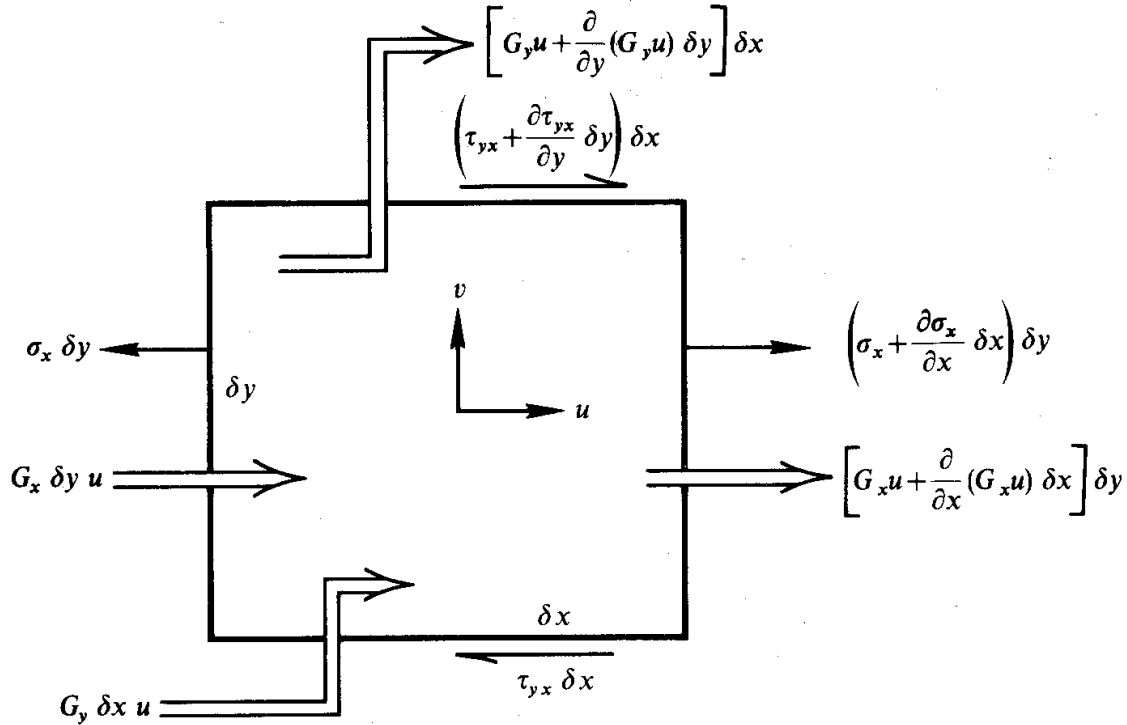 [G_y u + ∂/∂y (G_y u) δy] δx
(τ_yx + ∂τ_yx/∂y δy) δx
v
σ_x δy
(σ_x + ∂σ_x/∂x δx) δy
δy
u
G_x δy u
[G_x u + ∂/∂x (G_x u) δx] δy
δx
τ_yx δx
G_y δx u